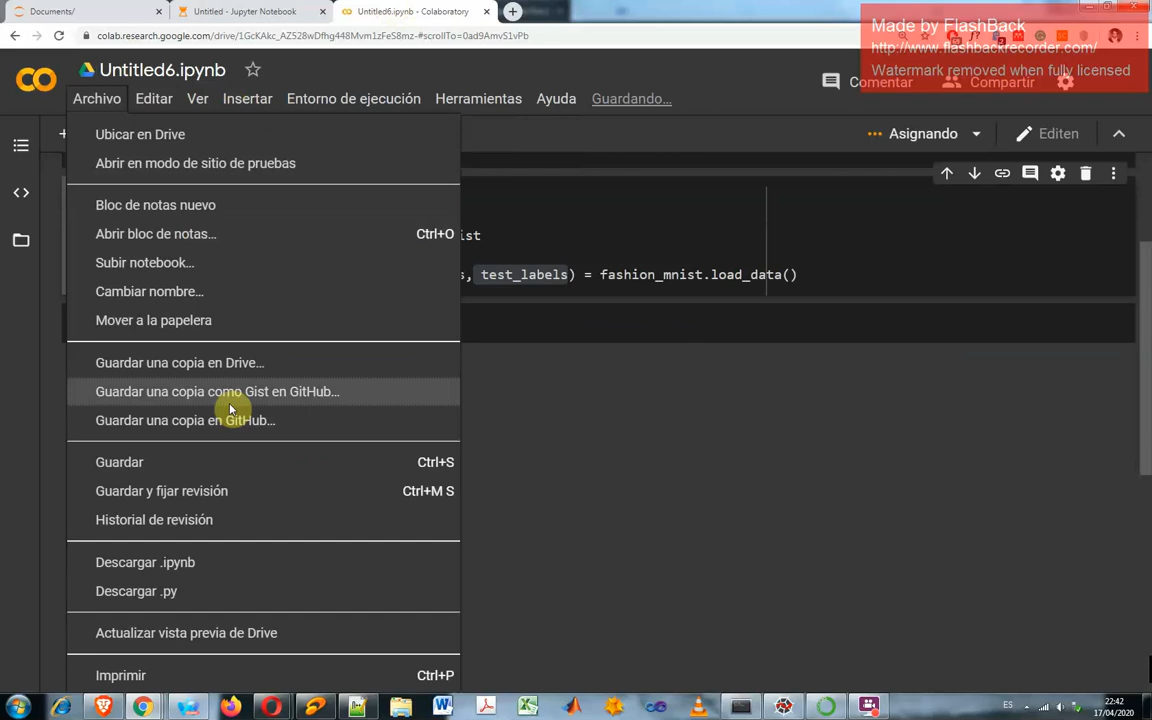 Documents/
Untitled - Jupyter Notebook
Untitled6.ipynb - Colaboratory
colab.research.google.com/drive/1GcKAkc_AZ528wDfhg448Mvm1zFeS8mz-#scrollTo=0ad9AmvS1vPb
Made by FlashBack
http://www.flashbackrecorder.com/
Watermark removed when fully licensed
Untitled6.ipynb
Comentar
Compartir
Archivo
Editar
Ver
Insertar
Entorno de ejecución
Herramientas
Ayuda
Guardando...
Asignando
Editen
Ubicar en Drive
Abrir en modo de sitio de pruebas
Bloc de notas nuevo
Abrir bloc de notas... Ctrl+O
Subir notebook...
Cambiar nombre...
Mover a la papelera
Guardar una copia en Drive...
Guardar una copia como Gist en GitHub...
Guardar una copia en GitHub...
Guardar Ctrl+S
Guardar y fijar revisión Ctrl+M S
Historial de revisión
Descargar .ipynb
Descargar .py
Actualizar vista previa de Drive
Imprimir Ctrl+P
ist
s, test_labels) = fashion_mnist.load_data()
ES
22:42
17/04/2020